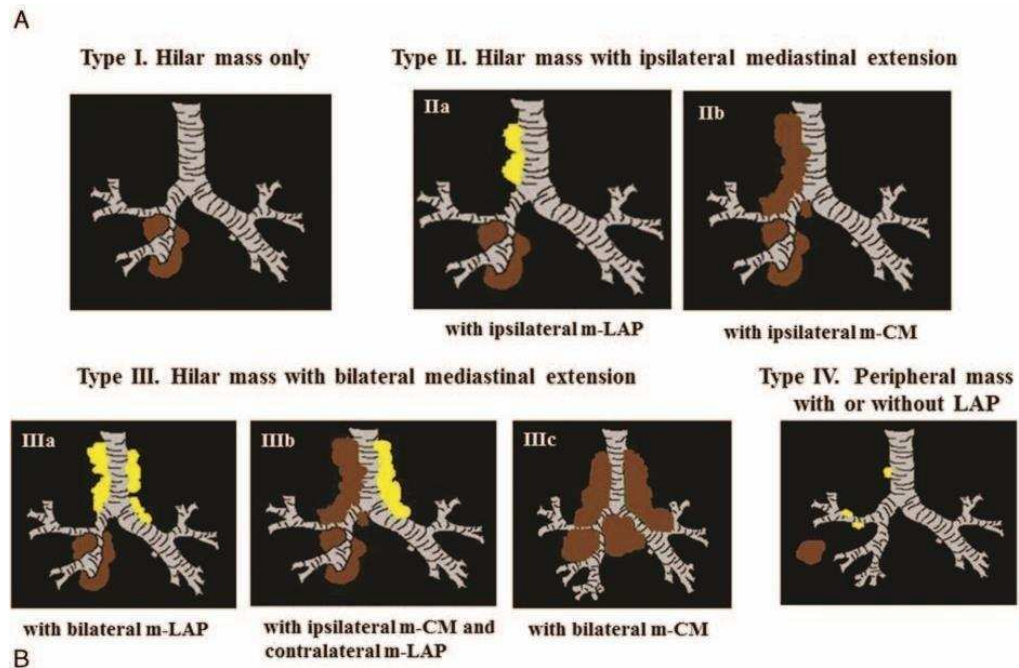 A
Type I. Hilar mass only
Type II. Hilar mass with ipsilateral mediastinal extension
IIa
IIb
with ipsilateral m-LAP
with ipsilateral m-CM
Type III. Hilar mass with bilateral mediastinal extension
Type IV. Peripheral mass
with or without LAP
IIIa
IIIb
IIIc
with bilateral m-LAP
with ipsilateral m-CM and
contralateral m-LAP
with bilateral m-CM
B